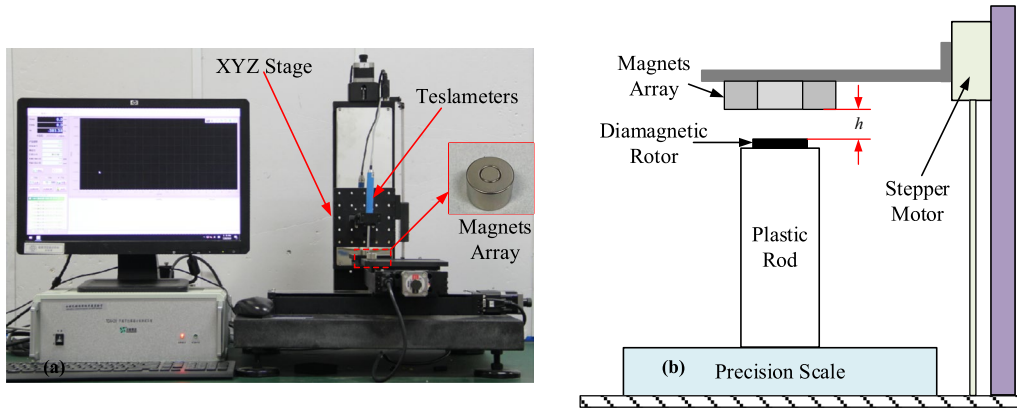 XYZ Stage
Teslameters
Magnets
Array
(a)
Magnets
Array
h
Diamagnetic
Rotor
Stepper
Motor
Plastic
Rod
(b)
Precision Scale